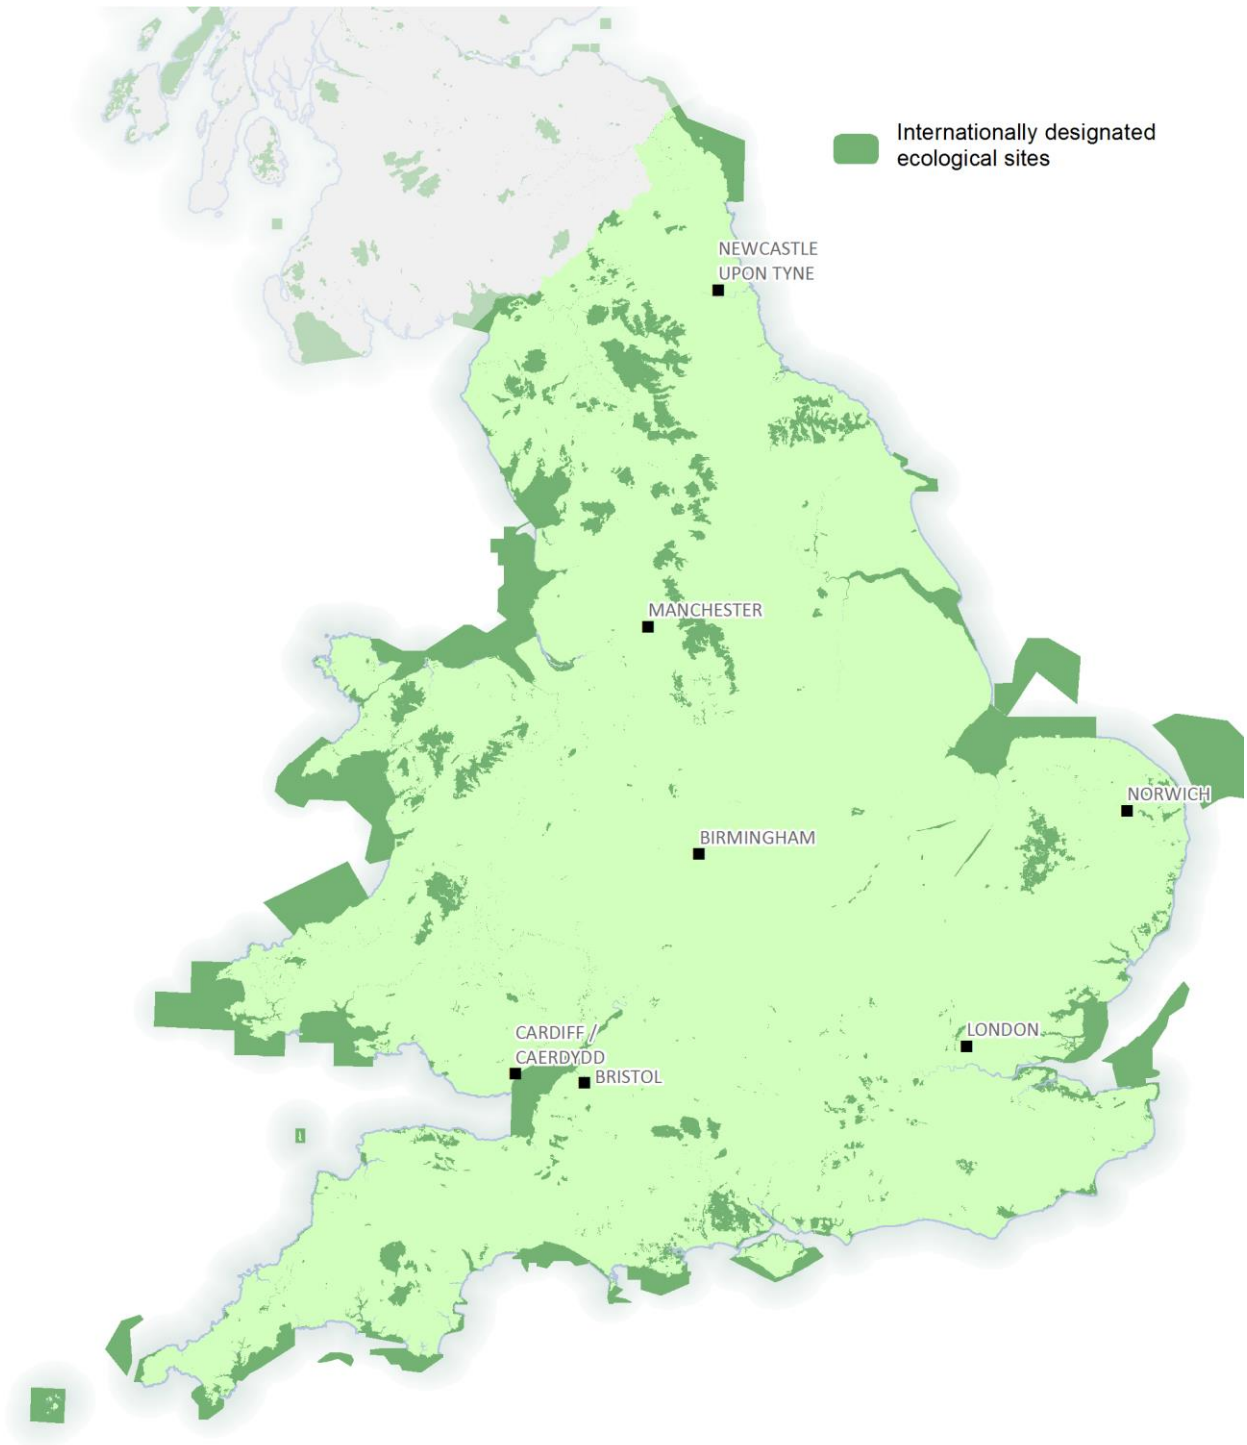 Internationally designated
ecological sites
NEWCASTLE
UPON TYNE
MANCHESTER
NORWICH
BIRMINGHAM
CARDIFF /
CAERDYDD
LONDON
BRISTOL